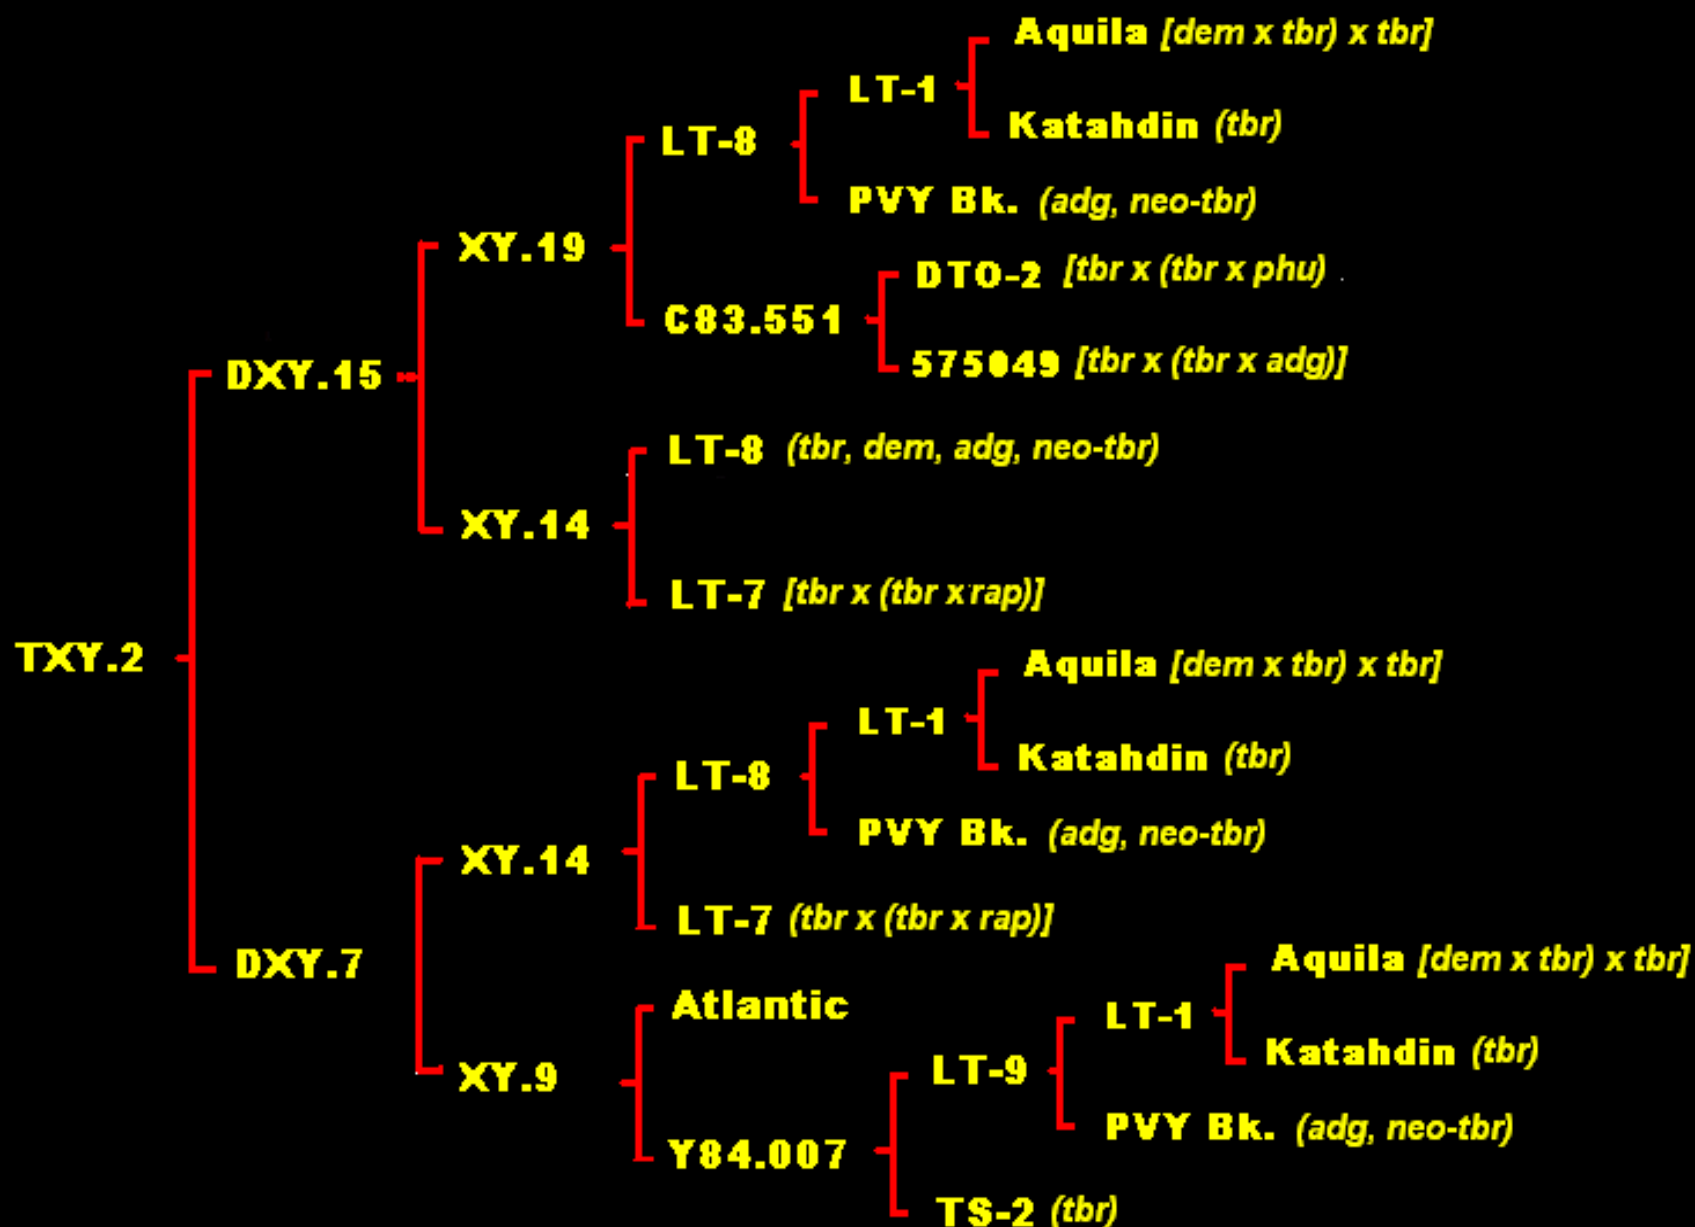 Aquila [dem x tbr) x tbr]
LT-1
Katahdin (tbr)
LT-8
PVY Bk. (adg, neo-tbr)
XY.19
DTO-2 [tbr x (tbr x phu)
C83.551
575049 [tbr x (tbr x adg)]
DXY.15
LT-8 (tbr, dem, adg, neo-tbr)
XY.14
LT-7 [tbr x (tbr x rap)]
TXY.2
Aquila [dem x tbr) x tbr]
LT-1
Katahdin (tbr)
LT-8
PVY Bk. (adg, neo-tbr)
XY.14
LT-7 (tbr x (tbr x rap)]
DXY.7
Aquila [dem x tbr) x tbr]
Atlantic
LT-1
Katahdin (tbr)
LT-9
XY.9
PVY Bk. (adg, neo-tbr)
Y84.007
TS-2 (tbr)